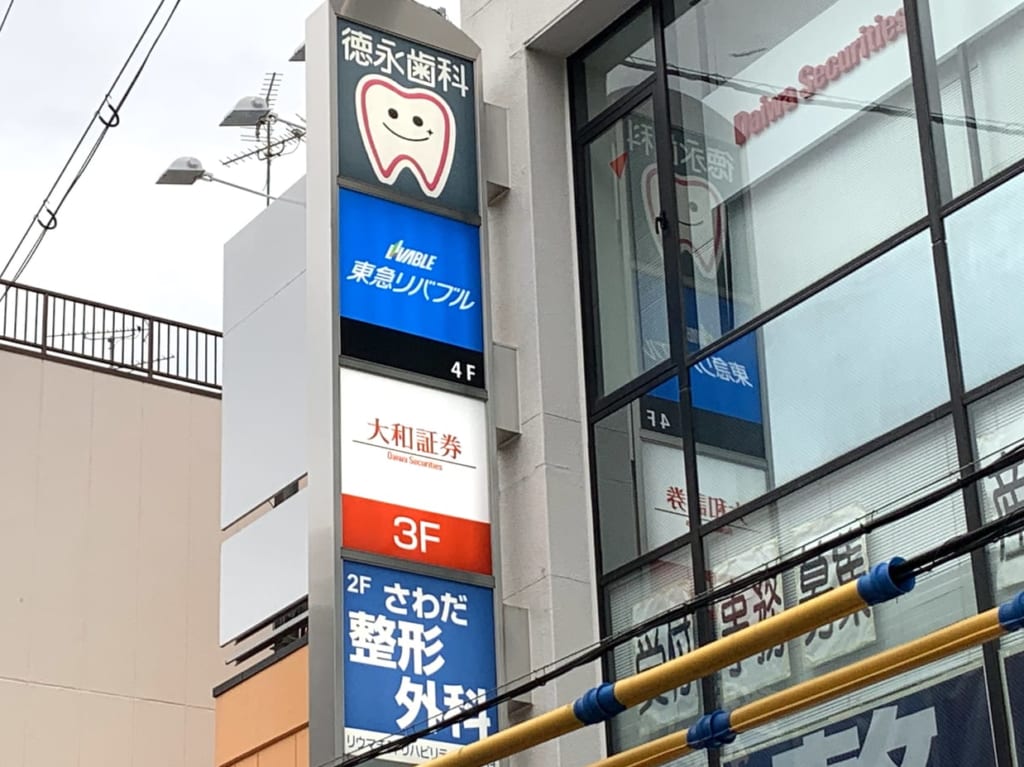 徳永歯科
LIVABLE
東急リバブル
4F
大和証券
Daiwa Securities
3F
2F さわだ
整形
外科
Daiwa Securities